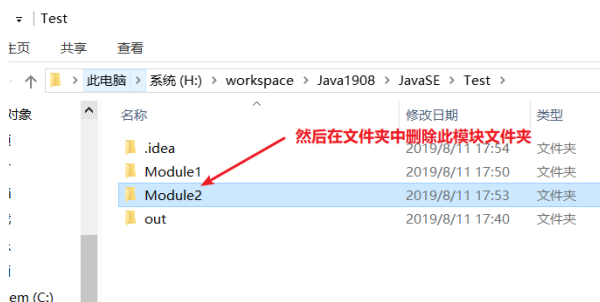 Test
主页 共享 查看
此电脑 系统 (H:) workspace Java1908 JavaSE Test
对象 名称 修改日期 类型
然后在文件夹中删除此模块文件夹
.idea 2019/8/11 17:54 文件夹
Module1 2019/8/11 17:50 文件夹
Module2 2019/8/11 17:53 文件夹
out 2019/8/11 17:40 文件夹
em (C:)